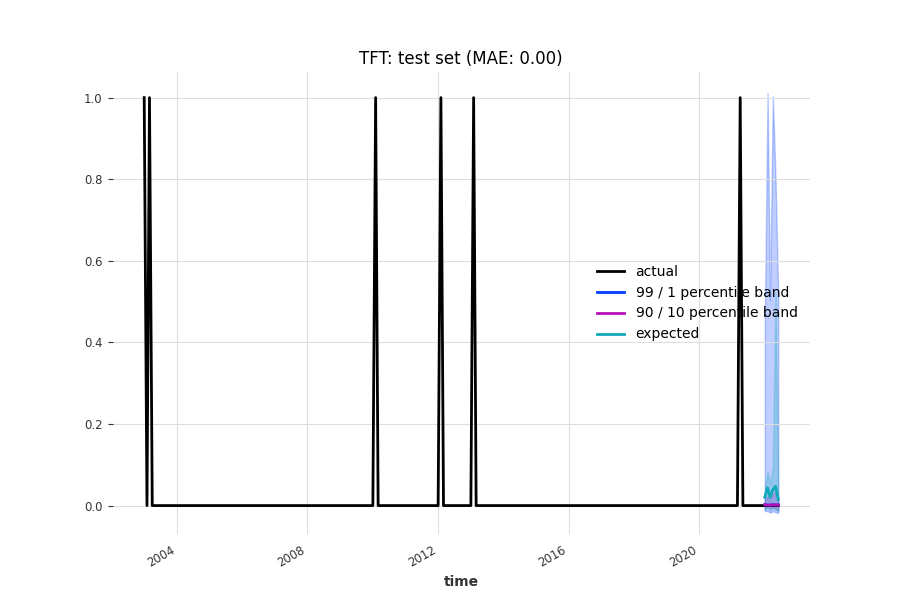 TFT: test set (MAE: 0.00)
1.0
0.8
0.6
0.4
0.2
0.0
actual
99 / 1 percentile band
90 / 10 percentile band
expected
2004
2008
2012
2016
2020
time